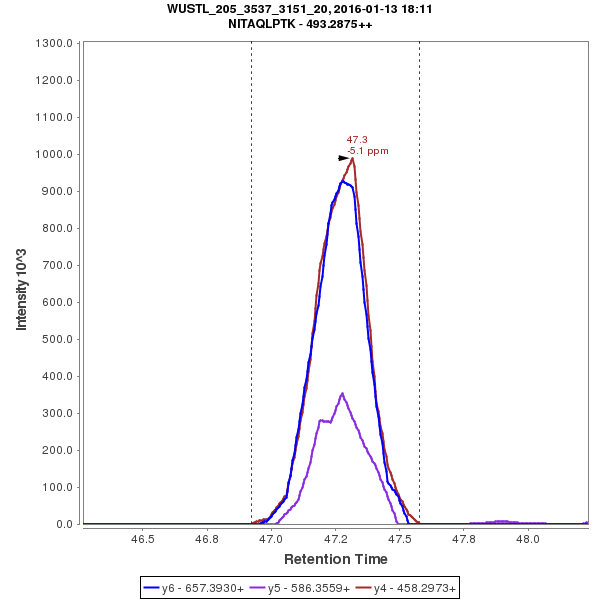 WUSTL_205_3537_3151_20, 2016-01-13 18:11
NITAQLPTK - 493.2875++
Intensity 10^3
1300.0
1200.0
1100.0
1000.0
900.0
800.0
700.0
600.0
500.0
400.0
300.0
200.0
100.0
0.0
47.3
-5.1 ppm
46.5 46.8 47.0 47.2 47.5 47.8 48.0
Retention Time
y6 - 657.3930+ y5 - 586.3559+ y4 - 458.2973+